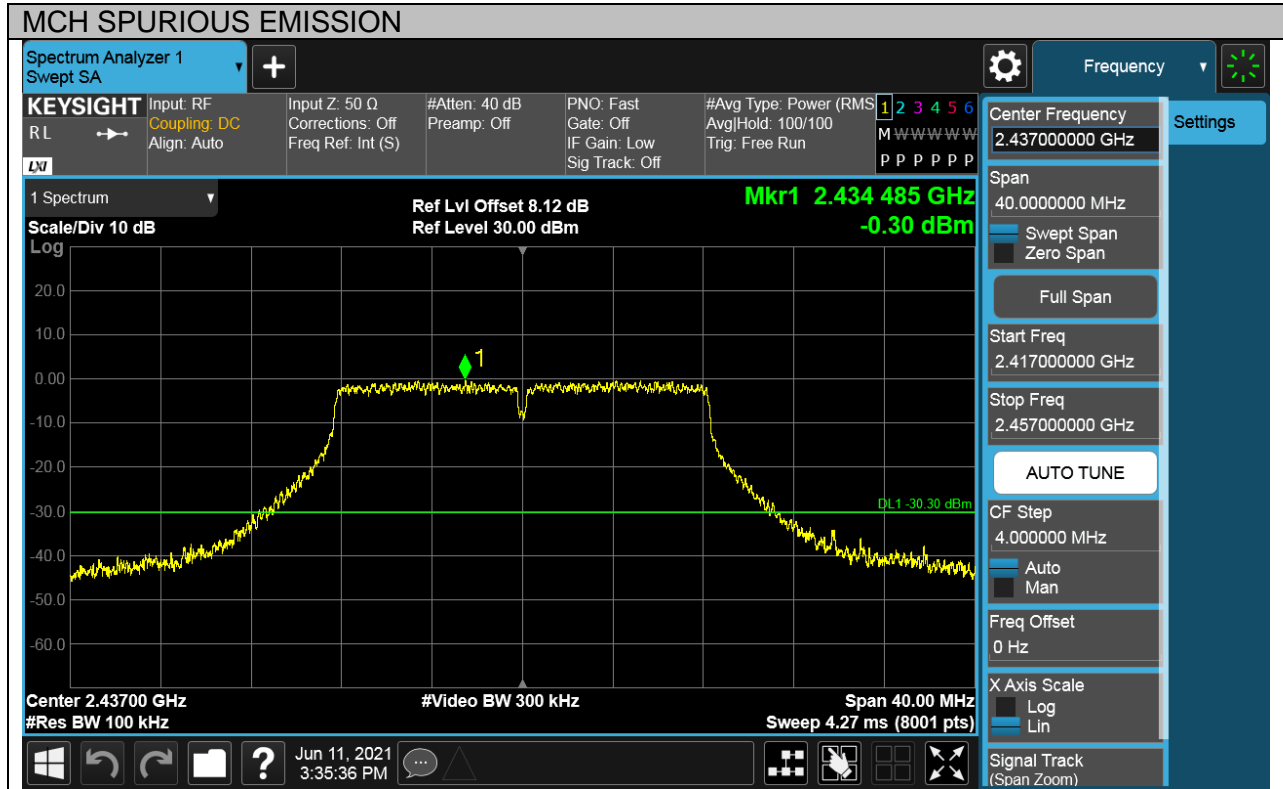 MCH SPURIOUS EMISSION
Spectrum Analyzer 1
Swept SA
Frequency
KEYSIGHT
RL
LXI
Input: RF
Coupling: DC
Align: Auto
Input Z: 50 Ω
Corrections: Off
Freq Ref: Int (S)
#Atten: 40 dB
Preamp: Off
PNO: Fast
Gate: Off
IF Gain: Low
Sig Track: Off
#Avg Type: Power (RMS
Avg|Hold: 100/100
Trig: Free Run
1 2 3 4 5 6
M W W W W W
P P P P P P
1 Spectrum
Scale/Div 10 dB
Ref Lvl Offset 8.12 dB
Ref Level 30.00 dBm
Mkr1 2.434 485 GHz
-0.30 dBm
Log
20.0
10.0
0.00
-10.0
-20.0
-30.0
-40.0
-50.0
-60.0
1
DL1 -30.30 dBm
Center 2.43700 GHz
#Res BW 100 kHz
#Video BW 300 kHz
Span 40.00 MHz
Sweep 4.27 ms (8001 pts)
Center Frequency
2.437000000 GHz
Settings
Span
40.0000000 MHz
Swept Span
Zero Span
Full Span
Start Freq
2.417000000 GHz
Stop Freq
2.457000000 GHz
AUTO TUNE
CF Step
4.000000 MHz
Auto
Man
Freq Offset
0 Hz
X Axis Scale
Log
Lin
Signal Track
(Span Zoom)
?
Jun 11, 2021
3:35:36 PM